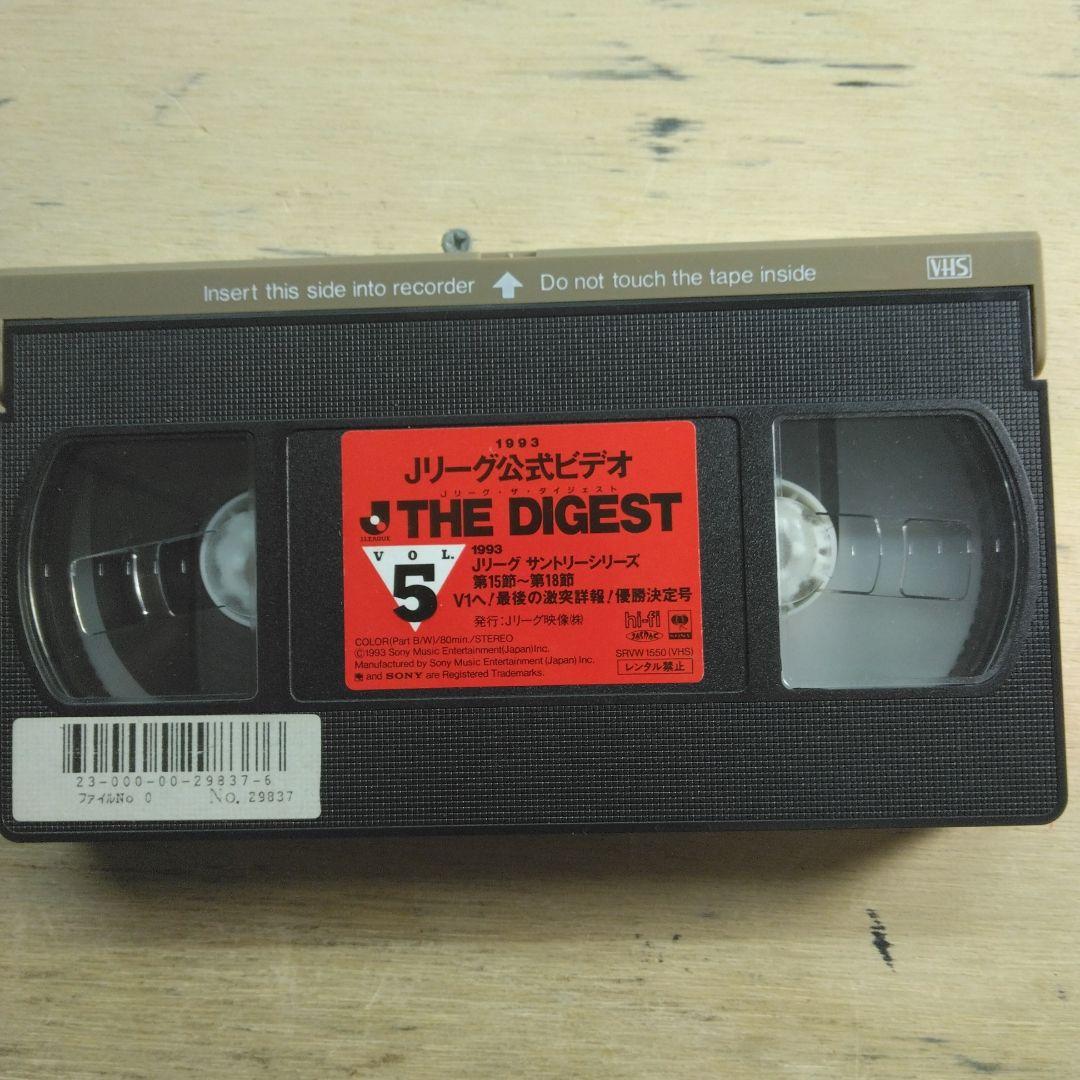 Insert this side into recorder Do not touch the tape inside VHS
1993
Jリーグ公式ビデオ
Jリーグ・ザ・ダイジェスト
J.LEAGUE THE DIGEST
VOL.
5
1993
Jリーグ サントリーシリーズ
第15節〜第18節
V1へ!最後の激突詳報!優勝決定号
発行:Jリーグ映像㈱
hi-fi
COLOR(Part B/W)/80min./STEREO
©1993 Sony Music Entertainment(Japan)Inc.
Manufactured by Sony Music Entertainment (Japan) Inc.
and SONY are Registered Trademarks.
JASRAC
SONY
SRVW 1550 (VHS)
レンタル禁止
23-000-00-29837-6
ファイルNo 0 No. 29837